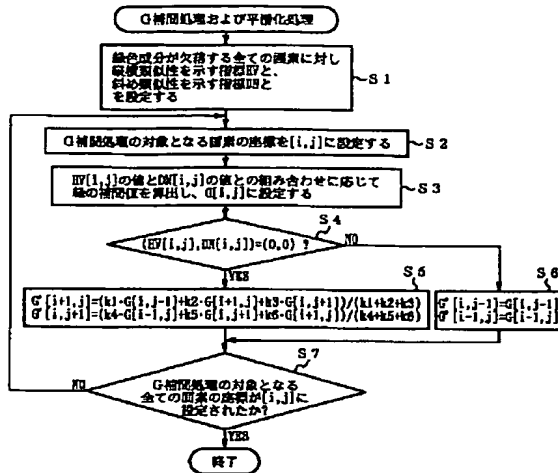 G補間処理および平滑化処理
緑色成分が欠落する全ての画素に対し
縦横類似性を示す指標HVと、
斜め類似性を示す指標DNと
を設定する
S1
G補間処理の対象となる画素の座標を[i,j]に設定する
S2
HV[i,j]の値とDN[i,j]の値との組み合わせに応じて
緑の補間値を算出し、G[i,j]に設定する
S3
S4
(HV[i,j],DN[i,j])=(0,0) ?
NO
YES
S5
G'[i+1,j]=(k1・G[i,j-1]+k2・G[i+1,j]+k3・G[i,j+1])/(k1+k2+k3)
G'[i,j+1]=(k4・G[i-1,j]+k5・G[i,j+1]+k6・G[i+1,j])/(k4+k5+k6)
S6
G'[i,j-1]=G[i,j-1]
G'[i-1,j]=G[i-1,j]
S7
NO
G補間処理の対象となる
全ての画素の座標が[i,j]に
設定されたか?
YES
終了